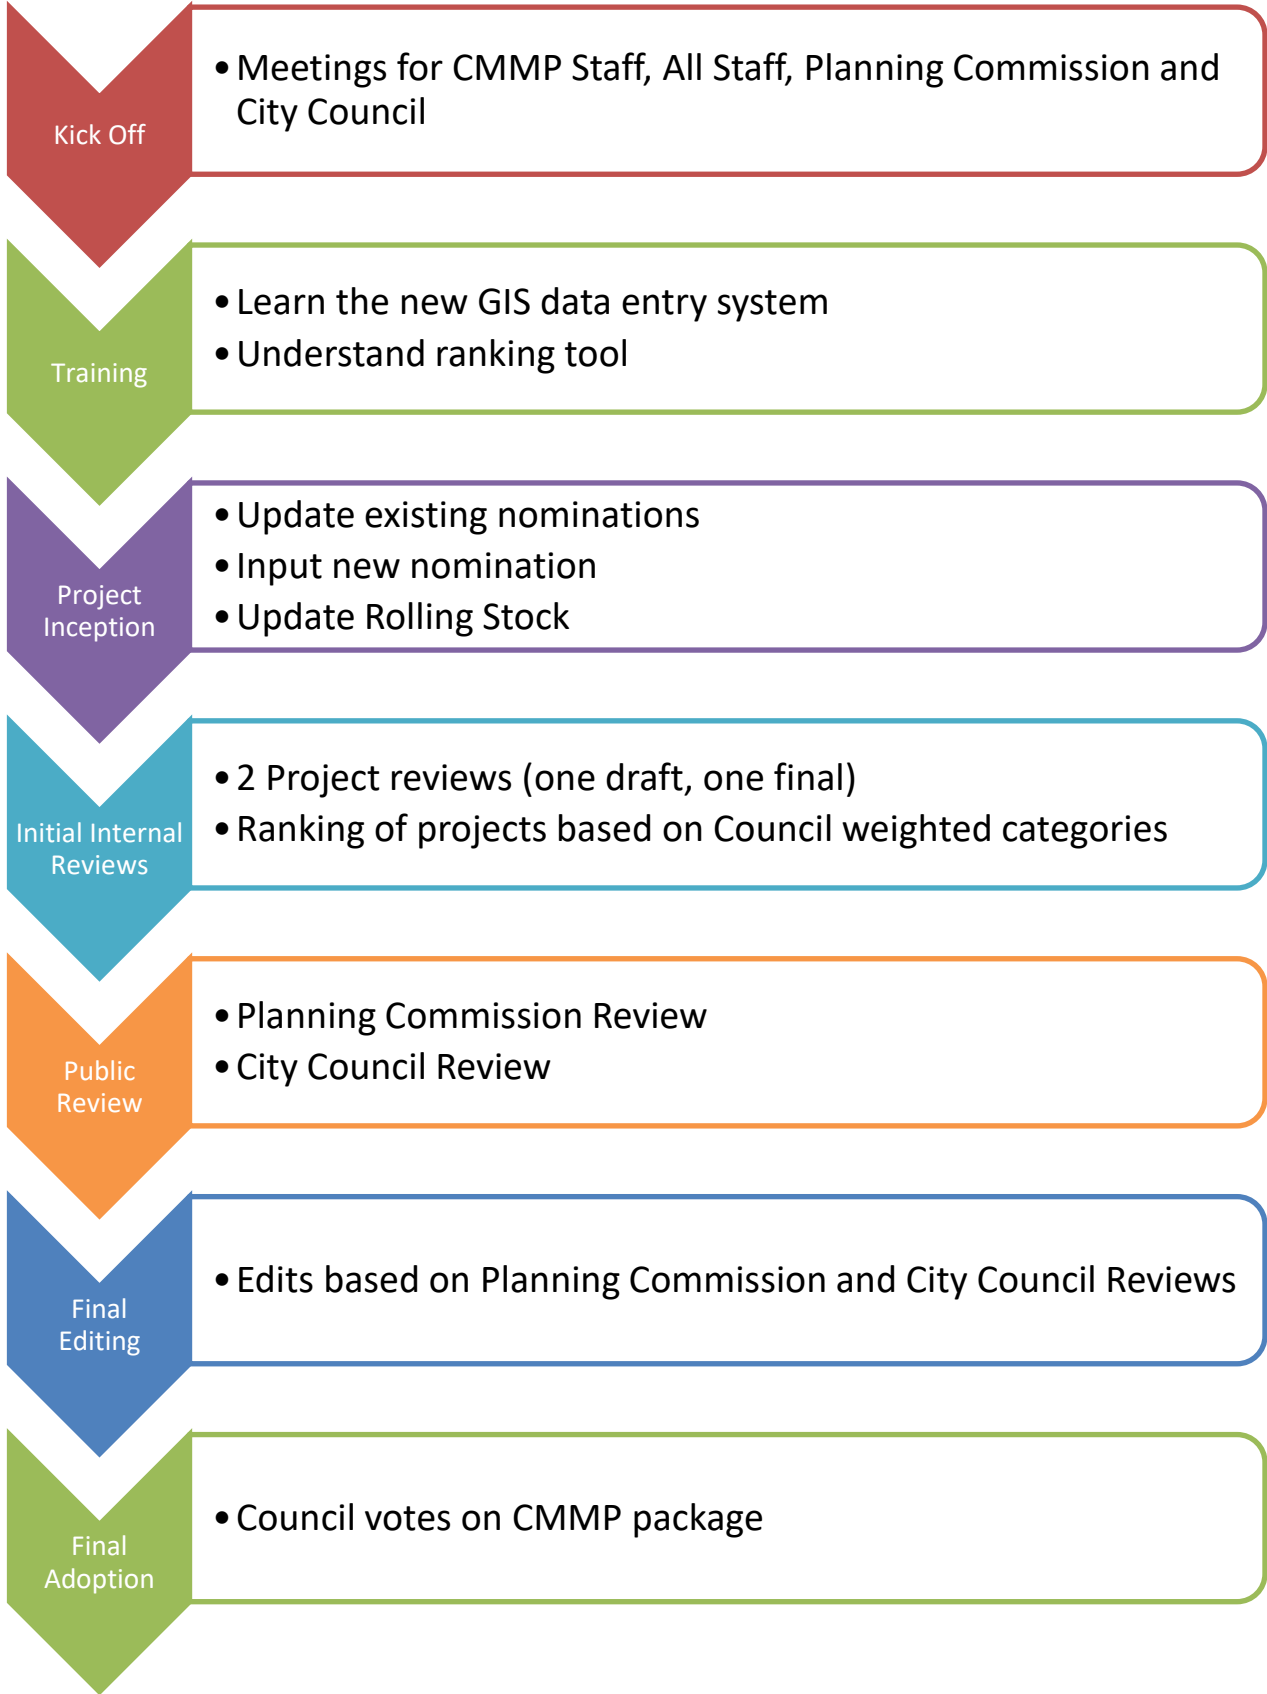 Kick Off
• Meetings for CMMP Staff, All Staff, Planning Commission and
City Council
Training
• Learn the new GIS data entry system
• Understand ranking tool
Project
Inception
• Update existing nominations
• Input new nomination
• Update Rolling Stock
Initial Internal
Reviews
• 2 Project reviews (one draft, one final)
• Ranking of projects based on Council weighted categories
Public
Review
• Planning Commission Review
• City Council Review
Final
Editing
• Edits based on Planning Commission and City Council Reviews
Final
Adoption
• Council votes on CMMP package